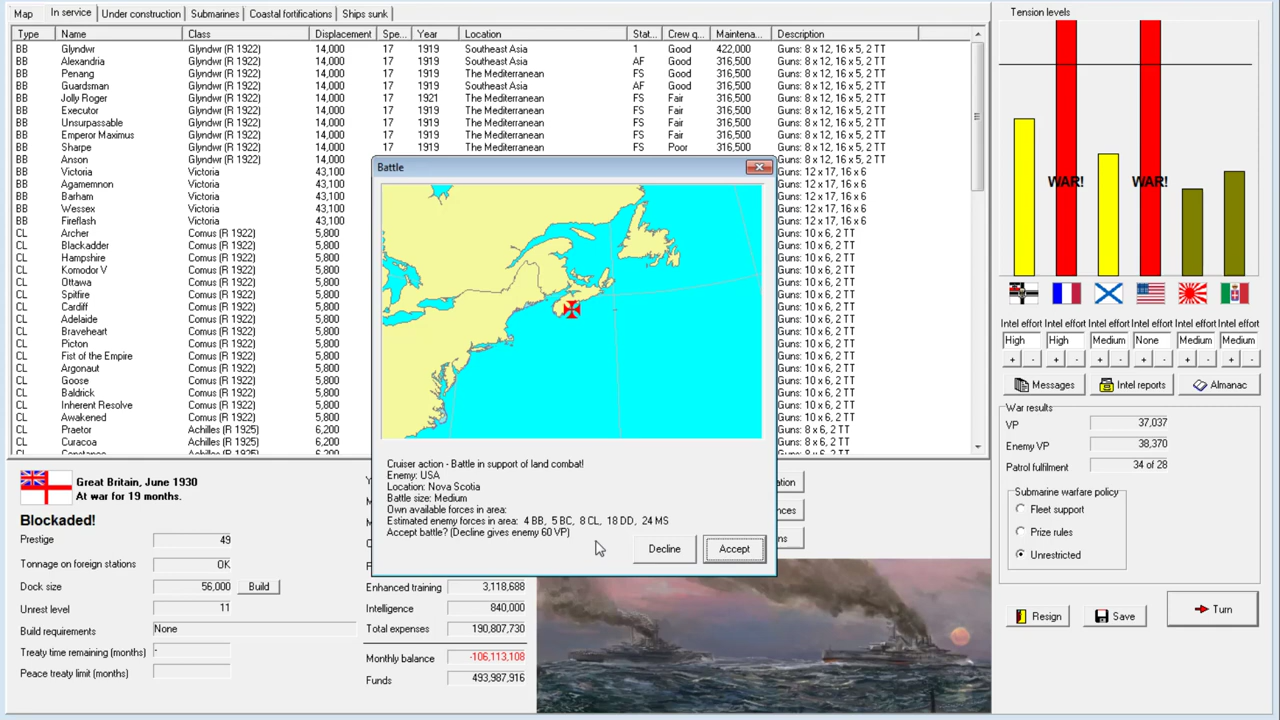 Map In service Under construction Submarines Coastal fortifications Ships sunk
Type Name Class Displacement Spe... Year Location Stat... Crew q... Maintena... Description
BB Glyndwr Glyndwr (R 1922) 14,000 17 1919 Southeast Asia 1 Good 422,000 Guns: 8 x 12, 16 x 5, 2 TT
BB Alexandria Glyndwr (R 1922) 14,000 17 1919 Southeast Asia AF Good 316,500 Guns: 8 x 12, 16 x 5, 2 TT
BB Penang Glyndwr (R 1922) 14,000 17 1919 The Mediterranean FS Good 316,500 Guns: 8 x 12, 16 x 5, 2 TT
BB Guardsman Glyndwr (R 1922) 14,000 17 1919 Southeast Asia AF Good 316,500 Guns: 8 x 12, 16 x 5, 2 TT
BB Jolly Roger Glyndwr (R 1922) 14,000 17 1921 The Mediterranean FS Fair 316,500 Guns: 8 x 12, 16 x 5, 2 TT
BB Executor Glyndwr (R 1922) 14,000 17 1919 The Mediterranean FS Fair 316,500 Guns: 8 x 12, 16 x 5, 2 TT
BB Unsurpassable Glyndwr (R 1922) 14,000 17 1919 The Mediterranean FS Fair 316,500 Guns: 8 x 12, 16 x 5, 2 TT
BB Emperor Maximus Glyndwr (R 1922) 14,000 17 1919 The Mediterranean FS Fair 316,500 Guns: 8 x 12, 16 x 5, 2 TT
BB Sharpe Glyndwr (R 1922) 14,000 17 1919 The Mediterranean FS Poor 316,500 Guns: 8 x 12, 16 x 5, 2 TT
BB Anson Glyndwr (R 1922) 14,000 Guns: 8 x 12, 16 x 5, 2 TT
BB Victoria Victoria 43,100 Guns: 12 x 17, 16 x 6
BB Agamemnon Victoria 43,100 Guns: 12 x 17, 16 x 6
BB Barham Victoria 43,100 Guns: 12 x 17, 16 x 6
BB Wessex Victoria 43,100 Guns: 12 x 17, 16 x 6
BB Fireflash Victoria 43,100 Guns: 12 x 17, 16 x 6
CL Archer Comus (R 1922) 5,800 Guns: 10 x 6, 2 TT
CL Blackadder Comus (R 1922) 5,800 Guns: 10 x 6, 2 TT
CL Hampshire Comus (R 1922) 5,800 Guns: 10 x 6, 2 TT
CL Komodor V Comus (R 1922) 5,800 Guns: 10 x 6, 2 TT
CL Ottawa Comus (R 1922) 5,800 Guns: 10 x 6, 2 TT
CL Spitfire Comus (R 1922) 5,800 Guns: 10 x 6, 2 TT
CL Cardiff Comus (R 1922) 5,800 Guns: 10 x 6, 2 TT
CL Adelaide Comus (R 1922) 5,800 Guns: 10 x 6, 2 TT
CL Braveheart Comus (R 1922) 5,800 Guns: 10 x 6, 2 TT
CL Picton Comus (R 1922) 5,800 Guns: 10 x 6, 2 TT
CL Fist of the Empire Comus (R 1922) 5,800 Guns: 10 x 6, 2 TT
CL Argonaut Comus (R 1922) 5,800 Guns: 10 x 6, 2 TT
CL Goose Comus (R 1922) 5,800 Guns: 10 x 6, 2 TT
CL Baldrick Comus (R 1922) 5,800 Guns: 10 x 6, 2 TT
CL Inherent Resolve Comus (R 1922) 5,800 Guns: 10 x 6, 2 TT
CL Awakened Comus (R 1922) 5,800 Guns: 10 x 6, 2 TT
CL Praetor Achilles (R 1925) 6,200 Guns: 8 x 6, 2 TT
CL Curacoa Achilles (R 1925) 6,200 Guns: 8 x 6, 2 TT
Battle
Cruiser action - Battle in support of land combat!
Enemy: USA
Location: Nova Scotia
Battle size: Medium
Own available forces in area:
Estimated enemy forces in area: 4 BB, 5 BC, 8 CL, 18 DD, 24 MS
Accept battle? (Decline gives enemy 60 VP)
Decline Accept
Great Britain, June 1930
At war for 19 months.
Blockaded!
Prestige 49
Tonnage on foreign stations OK
Dock size 56,000 Build
Unrest level 11
Build requirements None
Treaty time remaining (months) -
Peace treaty limit (months)
Enhanced training 3,118,688
Intelligence 840,000
Total expenses 190,807,730
Monthly balance -106,113,108
Funds 493,987,916
Tension levels
WAR! WAR!
Intel effort Intel effort Intel effort Intel effort Intel effort Intel effort
High High Medium None Medium Medium
+ - + - + - + - + - + -
Messages Intel reports Almanac
War results
VP 37,037
Enemy VP 38,370
Patrol fulfilment 34 of 28
Submarine warfare policy
Fleet support
Prize rules
Unrestricted
Resign Save Turn